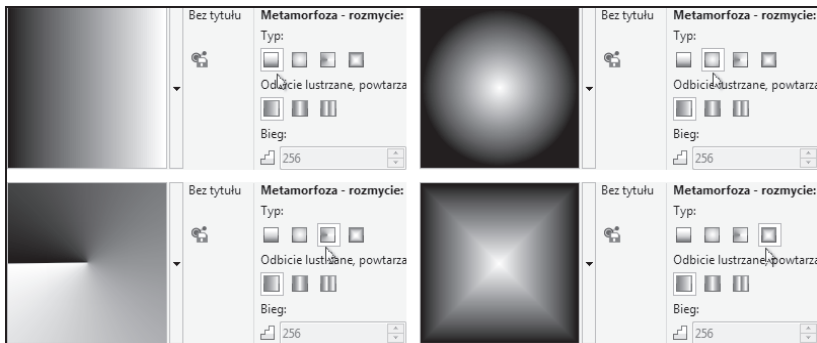 Bez tytułu
Metamorfoza - rozmycie:
Typ:
Odbicie lustrzane, powtarza
Bieg:
256
Bez tytułu
Metamorfoza - rozmycie:
Typ:
Odbicie lustrzane, powtarza
Bieg:
256
Bez tytułu
Metamorfoza - rozmycie:
Typ:
Odbicie lustrzane, powtarza
Bieg:
256
Bez tytułu
Metamorfoza - rozmycie:
Typ:
Odbicie lustrzane, powtarza
Bieg:
256